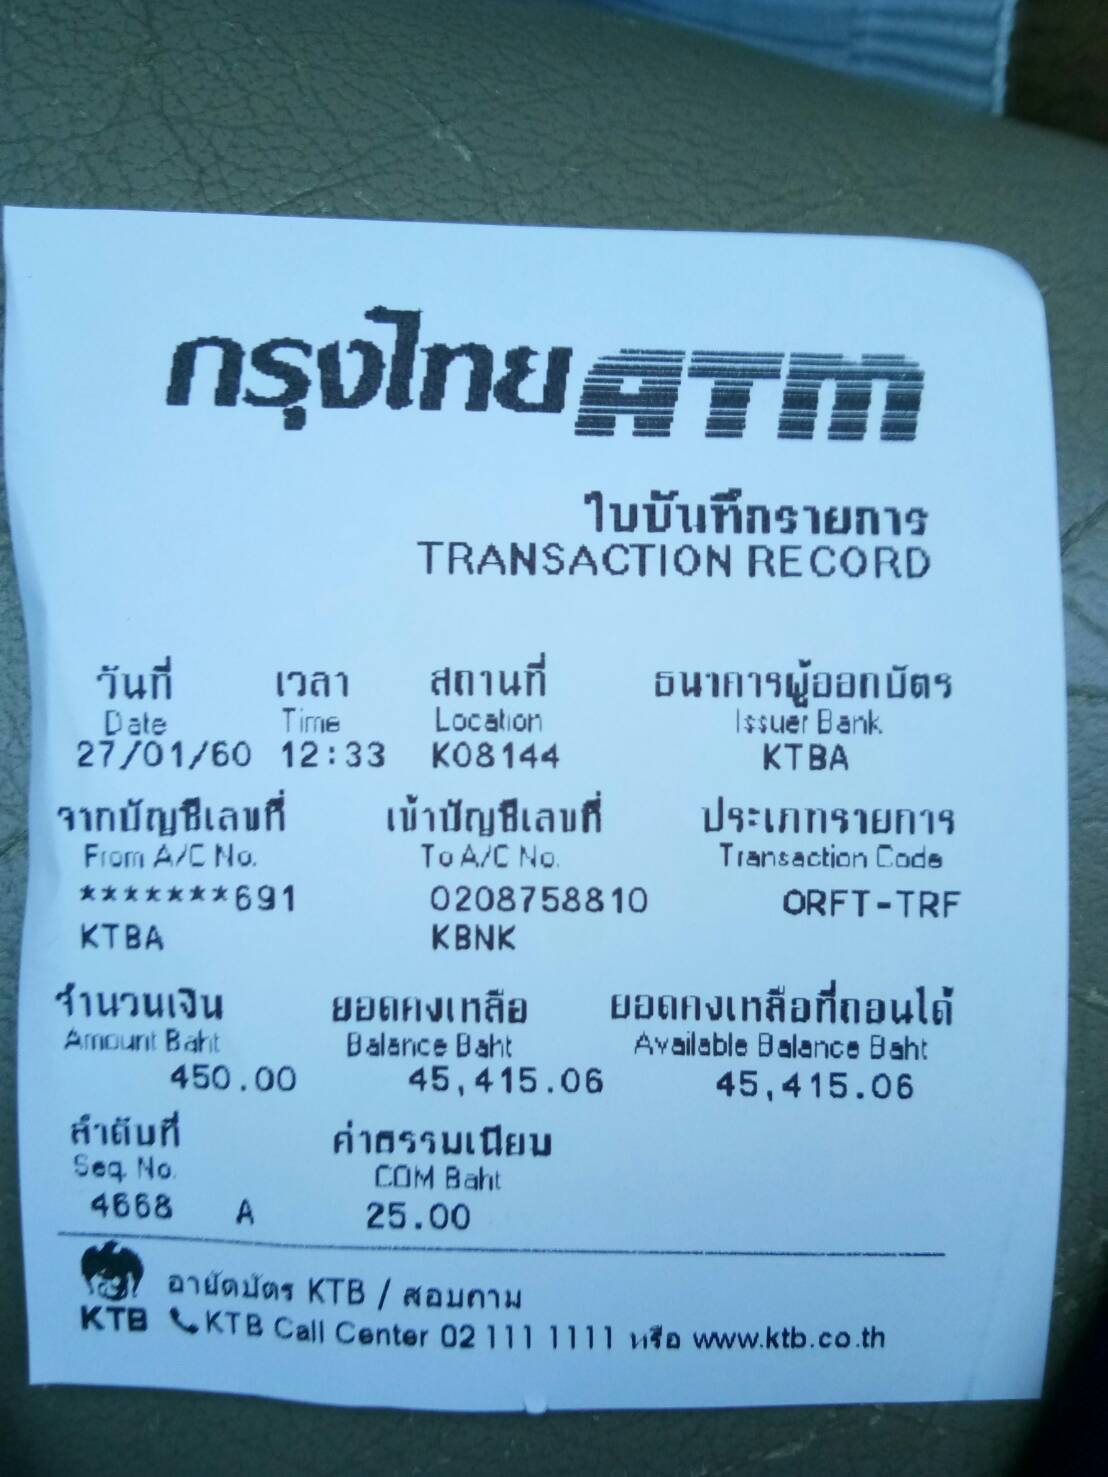 กรุงไทย ATM
ใบบันทึกรายการ
TRANSACTION RECORD
วันที่ เวลา สถานที่ ธนาคารผู้ออกบัตร
Date Time Location Issuer Bank
27/01/60 12:33 K08144 KTBA
จากบัญชีเลขที่ เข้าบัญชีเลขที่ ประเภทรายการ
From A/C No. To A/C No. Transaction Code
*******691 0208758810 ORFT-TRF
KTBA KBNK
จำนวนเงิน ยอดคงเหลือ ยอดคงเหลือที่ถอนได้
Amount Baht Balance Baht Available Balance Baht
450.00 45,415.06 45,415.06
ลำดับที่ ค่าธรรมเนียม
Seq. No. COM Baht
4668 A 25.00
อายัดบัตร KTB / สอบถาม
KTB KTB Call Center 02 111 1111 หรือ www.ktb.co.th